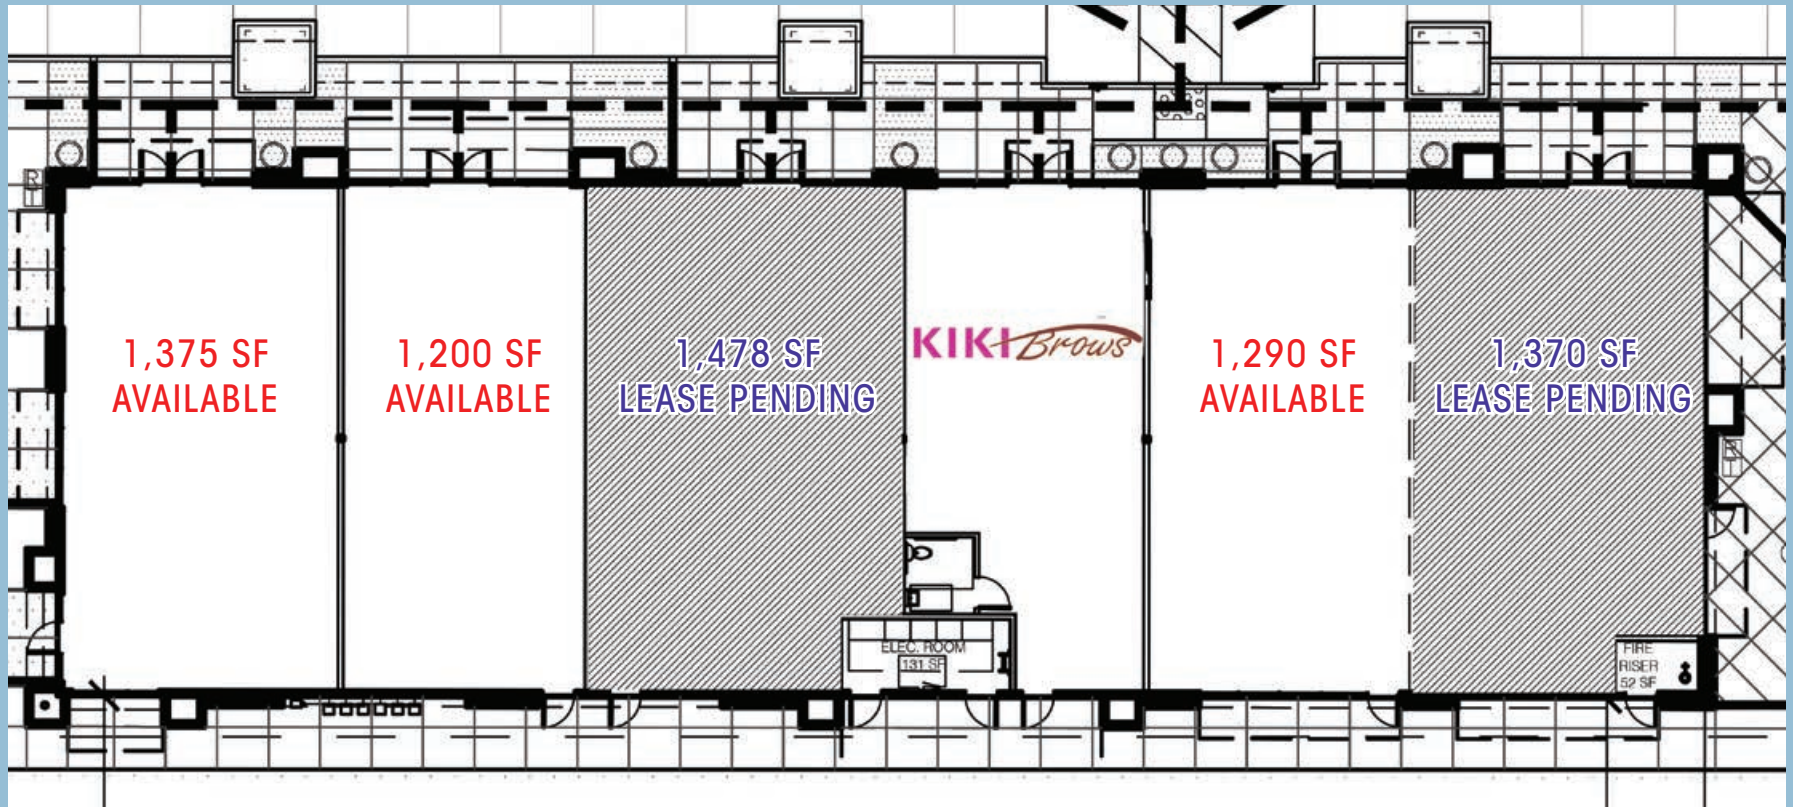 1,375 SF
AVAILABLE
1,200 SF
AVAILABLE
1,478 SF
LEASE PENDING
KIKI Brows
1,290 SF
AVAILABLE
1,370 SF
LEASE PENDING
ELEC. ROOM
131 SF
FIRE
RISER
52 SF